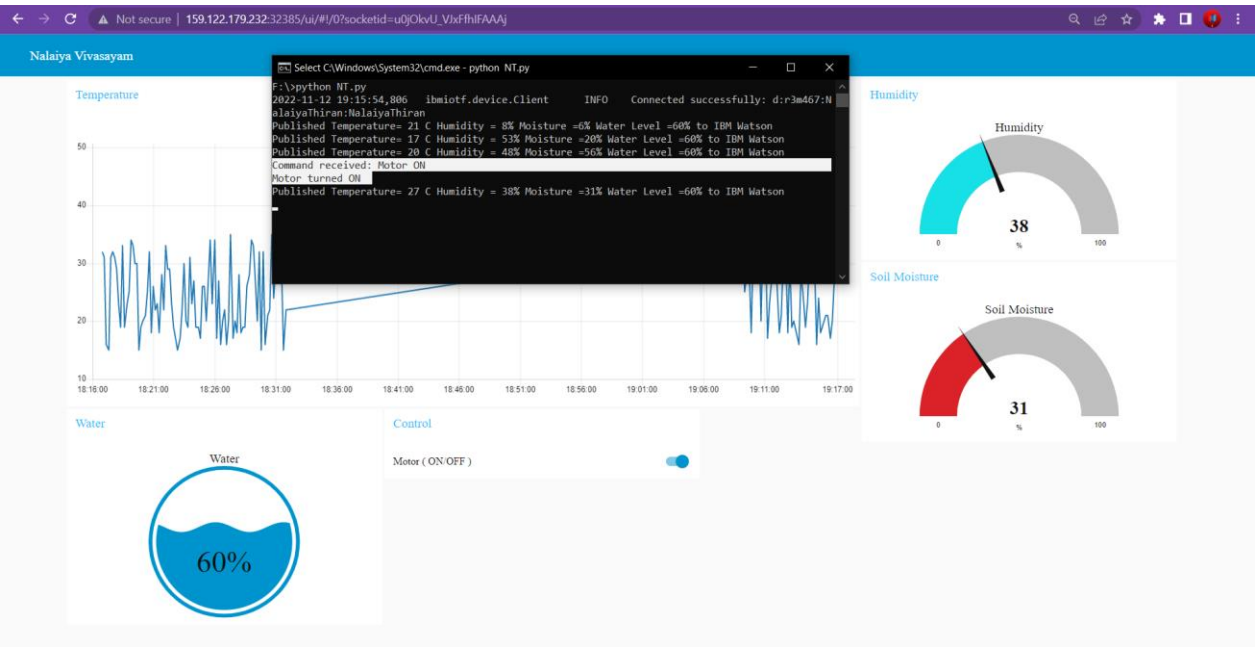 Not secure | 159.122.179.232:32385/ui/#!/0?socketid=u0jOkvU_VJxFfhIFAAAj
Nalaiya Vivasayam
Select C:\Windows\System32\cmd.exe - python NT.py
F:\>python NT.py
2022-11-12 19:15:54,806 ibmiotf.device.Client INFO Connected successfully: d:r3m467:N
alaiyaThiran:NalaiyaThiran
Published Temperature= 21 C Humidity = 8% Moisture =6% Water Level =60% to IBM Watson
Published Temperature= 17 C Humidity = 53% Moisture =20% Water Level =60% to IBM Watson
Published Temperature= 20 C Humidity = 48% Moisture =56% Water Level =60% to IBM Watson
Command received: Motor ON
Motor turned ON
Published Temperature= 27 C Humidity = 38% Moisture =31% Water Level =60% to IBM Watson
Temperature
50
40
30
20
10
18:16:00 18:21:00 18:26:00 18:31:00 18:36:00 18:41:00 18:46:00 18:51:00 18:56:00 19:01:00 19:06:00 19:11:00 19:17:00
Humidity
Humidity
38
0 % 100
Soil Moisture
Soil Moisture
31
0 % 100
Water
Water
60%
Control
Motor ( ON/OFF )